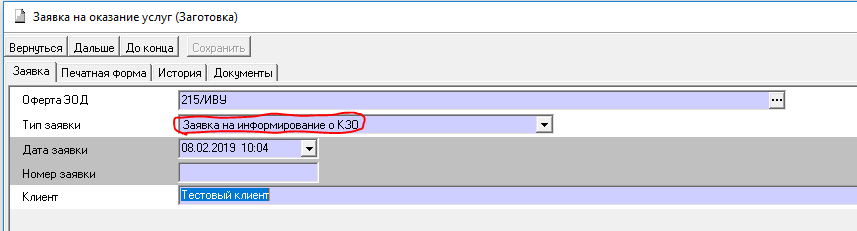 Заявка на оказание услуг (Заготовка)
Вернуться Дальше До конца Сохранить
Заявка Печатная форма История Документы
Оферта ЭОД 215/ИВУ ...
Тип заявки Заявка на информирование о КЗО
Дата заявки 08.02.2019 10:04
Номер заявки
Клиент Тестовый клиент